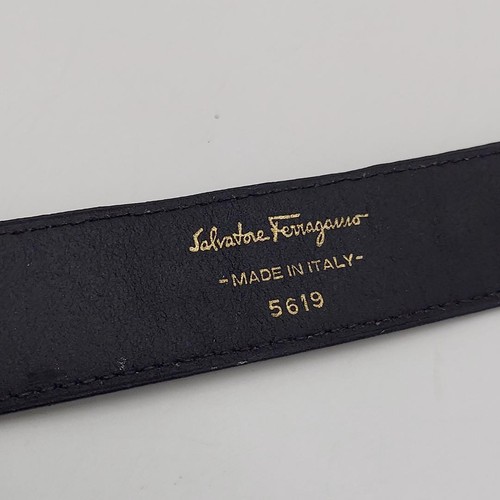 Salvatore Ferragamo
-MADE IN ITALY-
5619